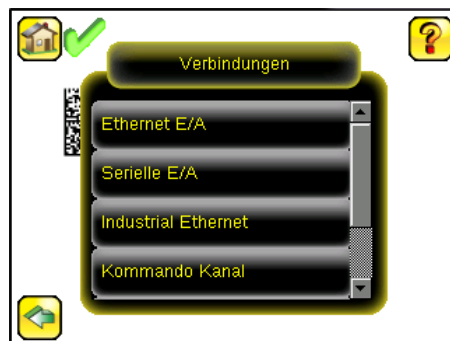 Verbindungen
Ethernet E/A
Serielle E/A
Industrial Ethernet
Kommando Kanal